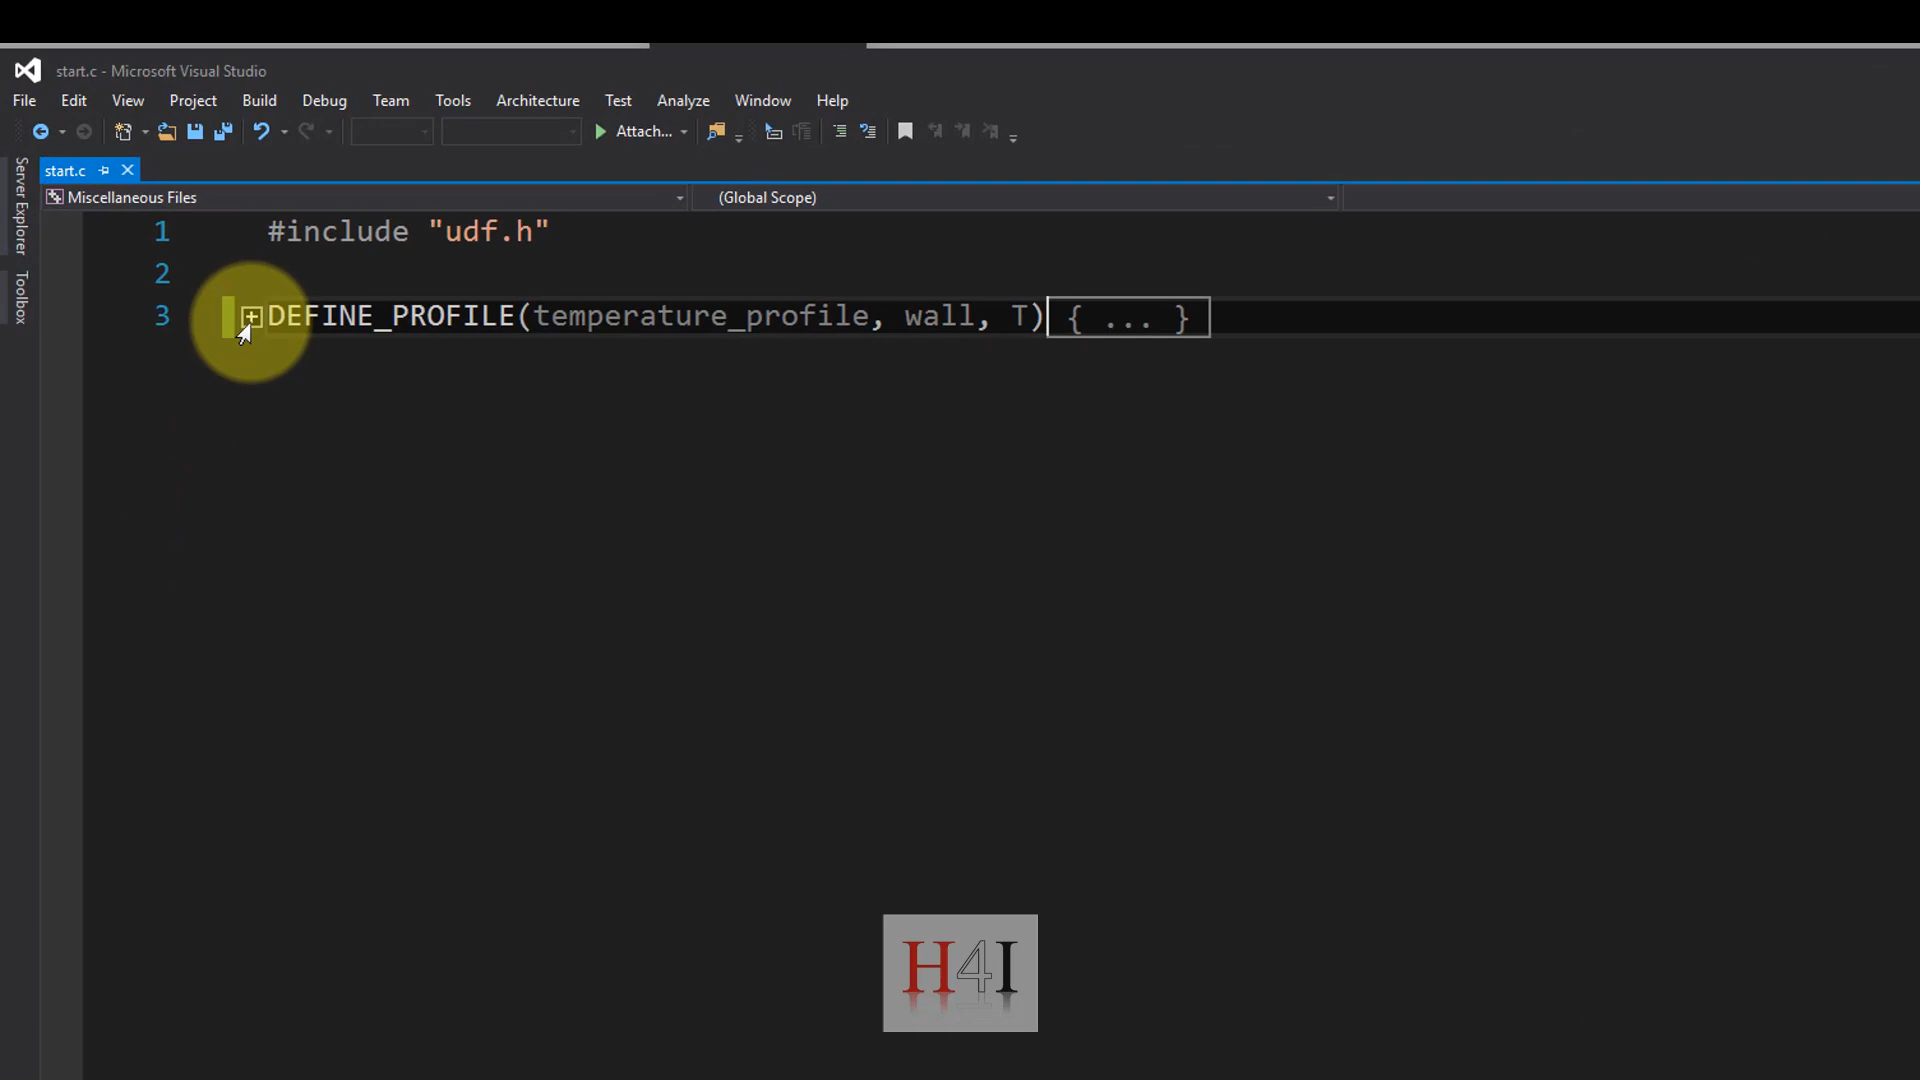 start.c - Microsoft Visual Studio
File Edit View Project Build Debug Team Tools Architecture Test Analyze Window Help
Attach...
Server Explorer
Toolbox
start.c
Miscellaneous Files (Global Scope)
1 #include "udf.h"
2
3 DEFINE_PROFILE(temperature_profile, wall, T) { ... }
H4I